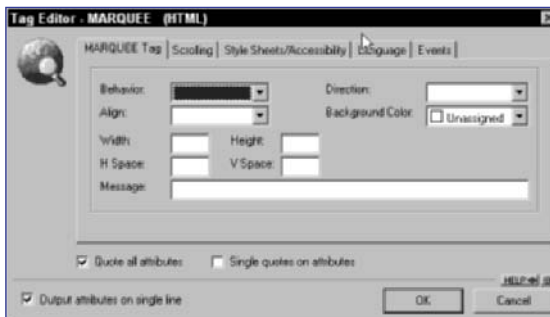 Tag Editor - MARQUEE (HTML)
MARQUEE Tag Scrolling Style Sheets/Accessibility Language Events
Behavior: Direction:
Align: Background Color: Unassigned
Width: Height:
H Space: V Space:
Message:
Quote all attributes Single quotes on attributes
HELP
Output attributes on single line OK Cancel